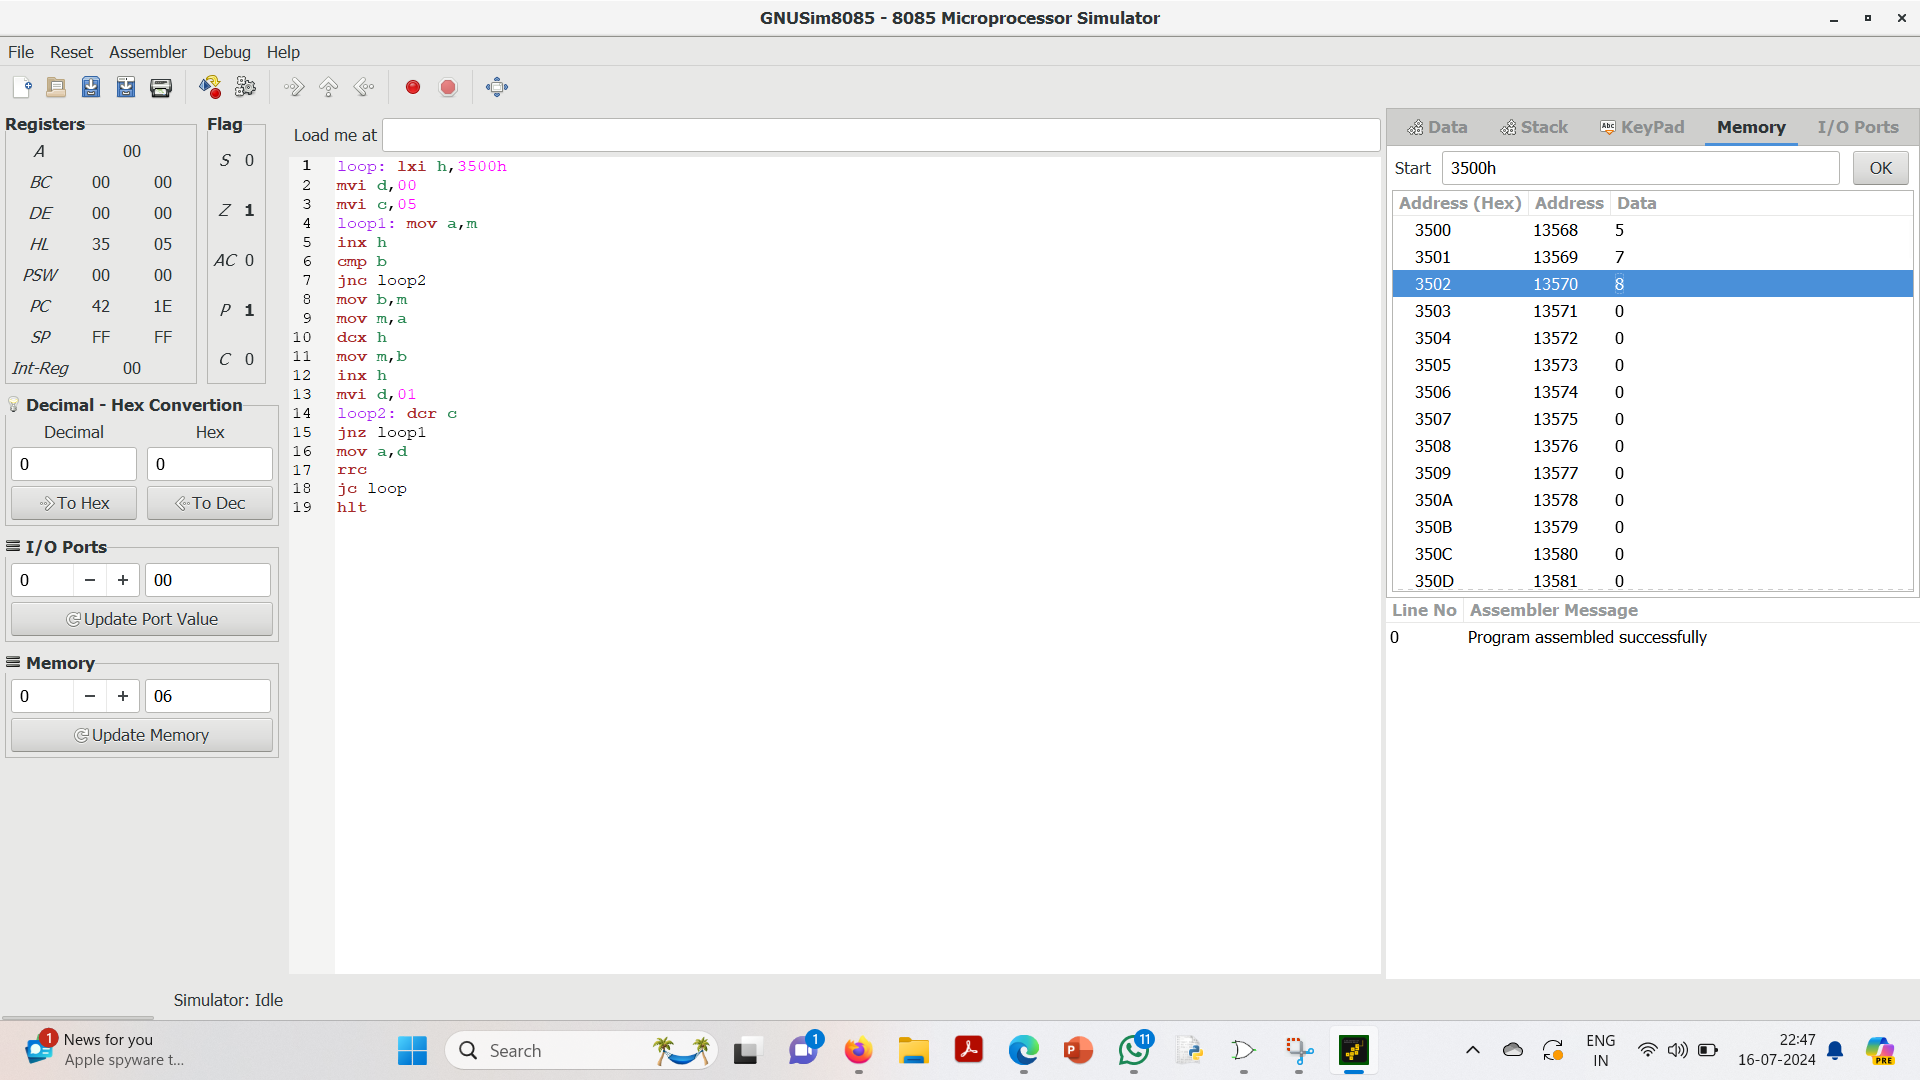 GNUSim8085 - 8085 Microprocessor Simulator
File Reset Assembler Debug Help
Registers
A 00
BC 00 00
DE 00 00
HL 35 05
PSW 00 00
PC 42 1E
SP FF FF
Int-Reg 00
Flag
S 0
Z 1
AC 0
P 1
C 0
Decimal - Hex Convertion
Decimal Hex
0 0
To Hex To Dec
I/O Ports
0 − + 00
Update Port Value
Memory
0 − + 06
Update Memory
Load me at
1 loop: lxi h,3500h
2 mvi d,00
3 mvi c,05
4 loop1: mov a,m
5 inx h
6 cmp b
7 jnc loop2
8 mov b,m
9 mov m,a
10 dcx h
11 mov m,b
12 inx h
13 mvi d,01
14 loop2: dcr c
15 jnz loop1
16 mov a,d
17 rrc
18 jc loop
19 hlt
Data Stack Abc KeyPad Memory I/O Ports
Start 3500h OK
Address (Hex) Address Data
3500 13568 5
3501 13569 7
3502 13570 8
3503 13571 0
3504 13572 0
3505 13573 0
3506 13574 0
3507 13575 0
3508 13576 0
3509 13577 0
350A 13578 0
350B 13579 0
350C 13580 0
350D 13581 0
Line No Assembler Message
0 Program assembled successfully
Simulator: Idle
1 News for you
Apple spyware t...
Search
1
P
11
ENG
IN
22:47
16-07-2024
PRE